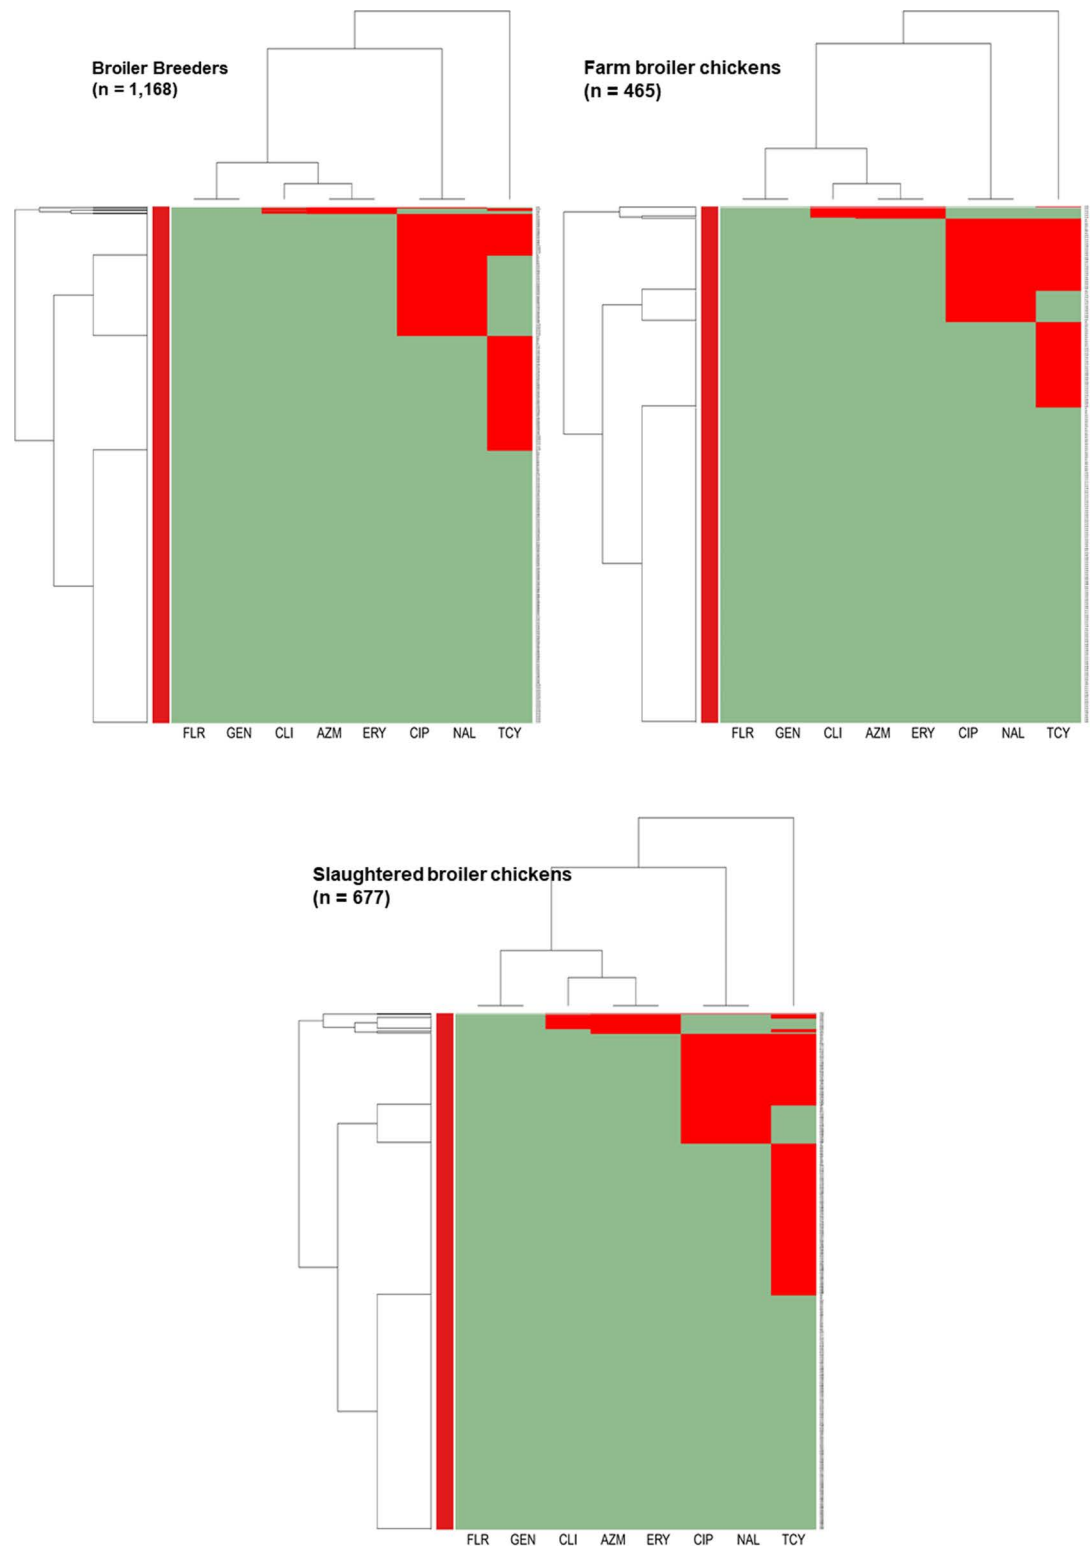 Broiler Breeders
(n = 1,168)
Farm broiler chickens
(n = 465)
FLR GEN CLI AZM ERY CIP NAL TCY
FLR GEN CLI AZM ERY CIP NAL TCY
Slaughtered broiler chickens
(n = 677)
FLR GEN CLI AZM ERY CIP NAL TCY